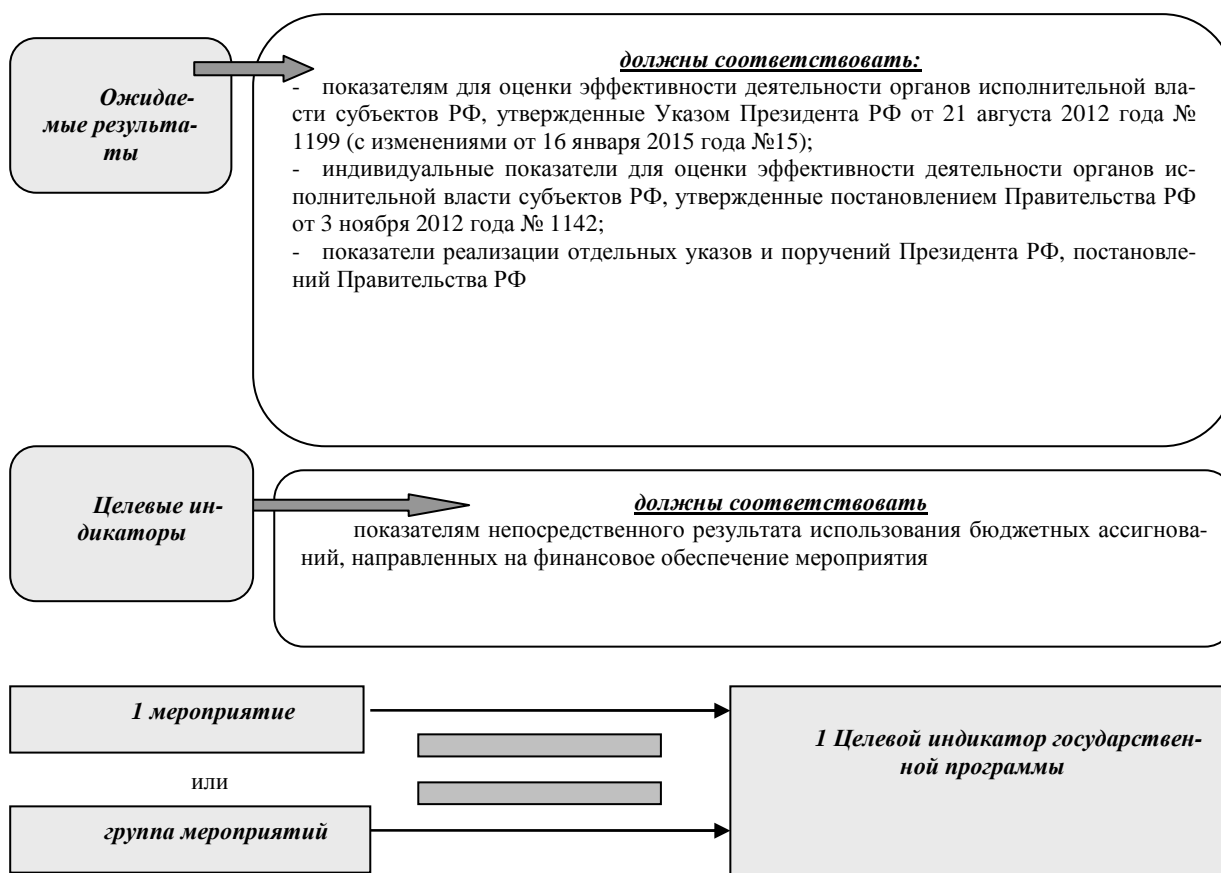 Ожидае-
мые результа-
ты
должны соответствовать:
- показателям для оценки эффективности деятельности органов исполнительной вла-
сти субъектов РФ, утвержденные Указом Президента РФ от 21 августа 2012 года №
1199 (с изменениями от 16 января 2015 года №15);
- индивидуальные показатели для оценки эффективности деятельности органов ис-
полнительной власти субъектов РФ, утвержденные постановлением Правительства РФ
от 3 ноября 2012 года № 1142;
- показатели реализации отдельных указов и поручений Президента РФ, постановле-
ний Правительства РФ
Целевые ин-
дикаторы
должны соответствовать
показателям непосредственного результата использования бюджетных ассигнова-
ний, направленных на финансовое обеспечение мероприятия
1 мероприятие
или
группа мероприятий
1 Целевой индикатор государствен-
ной программы